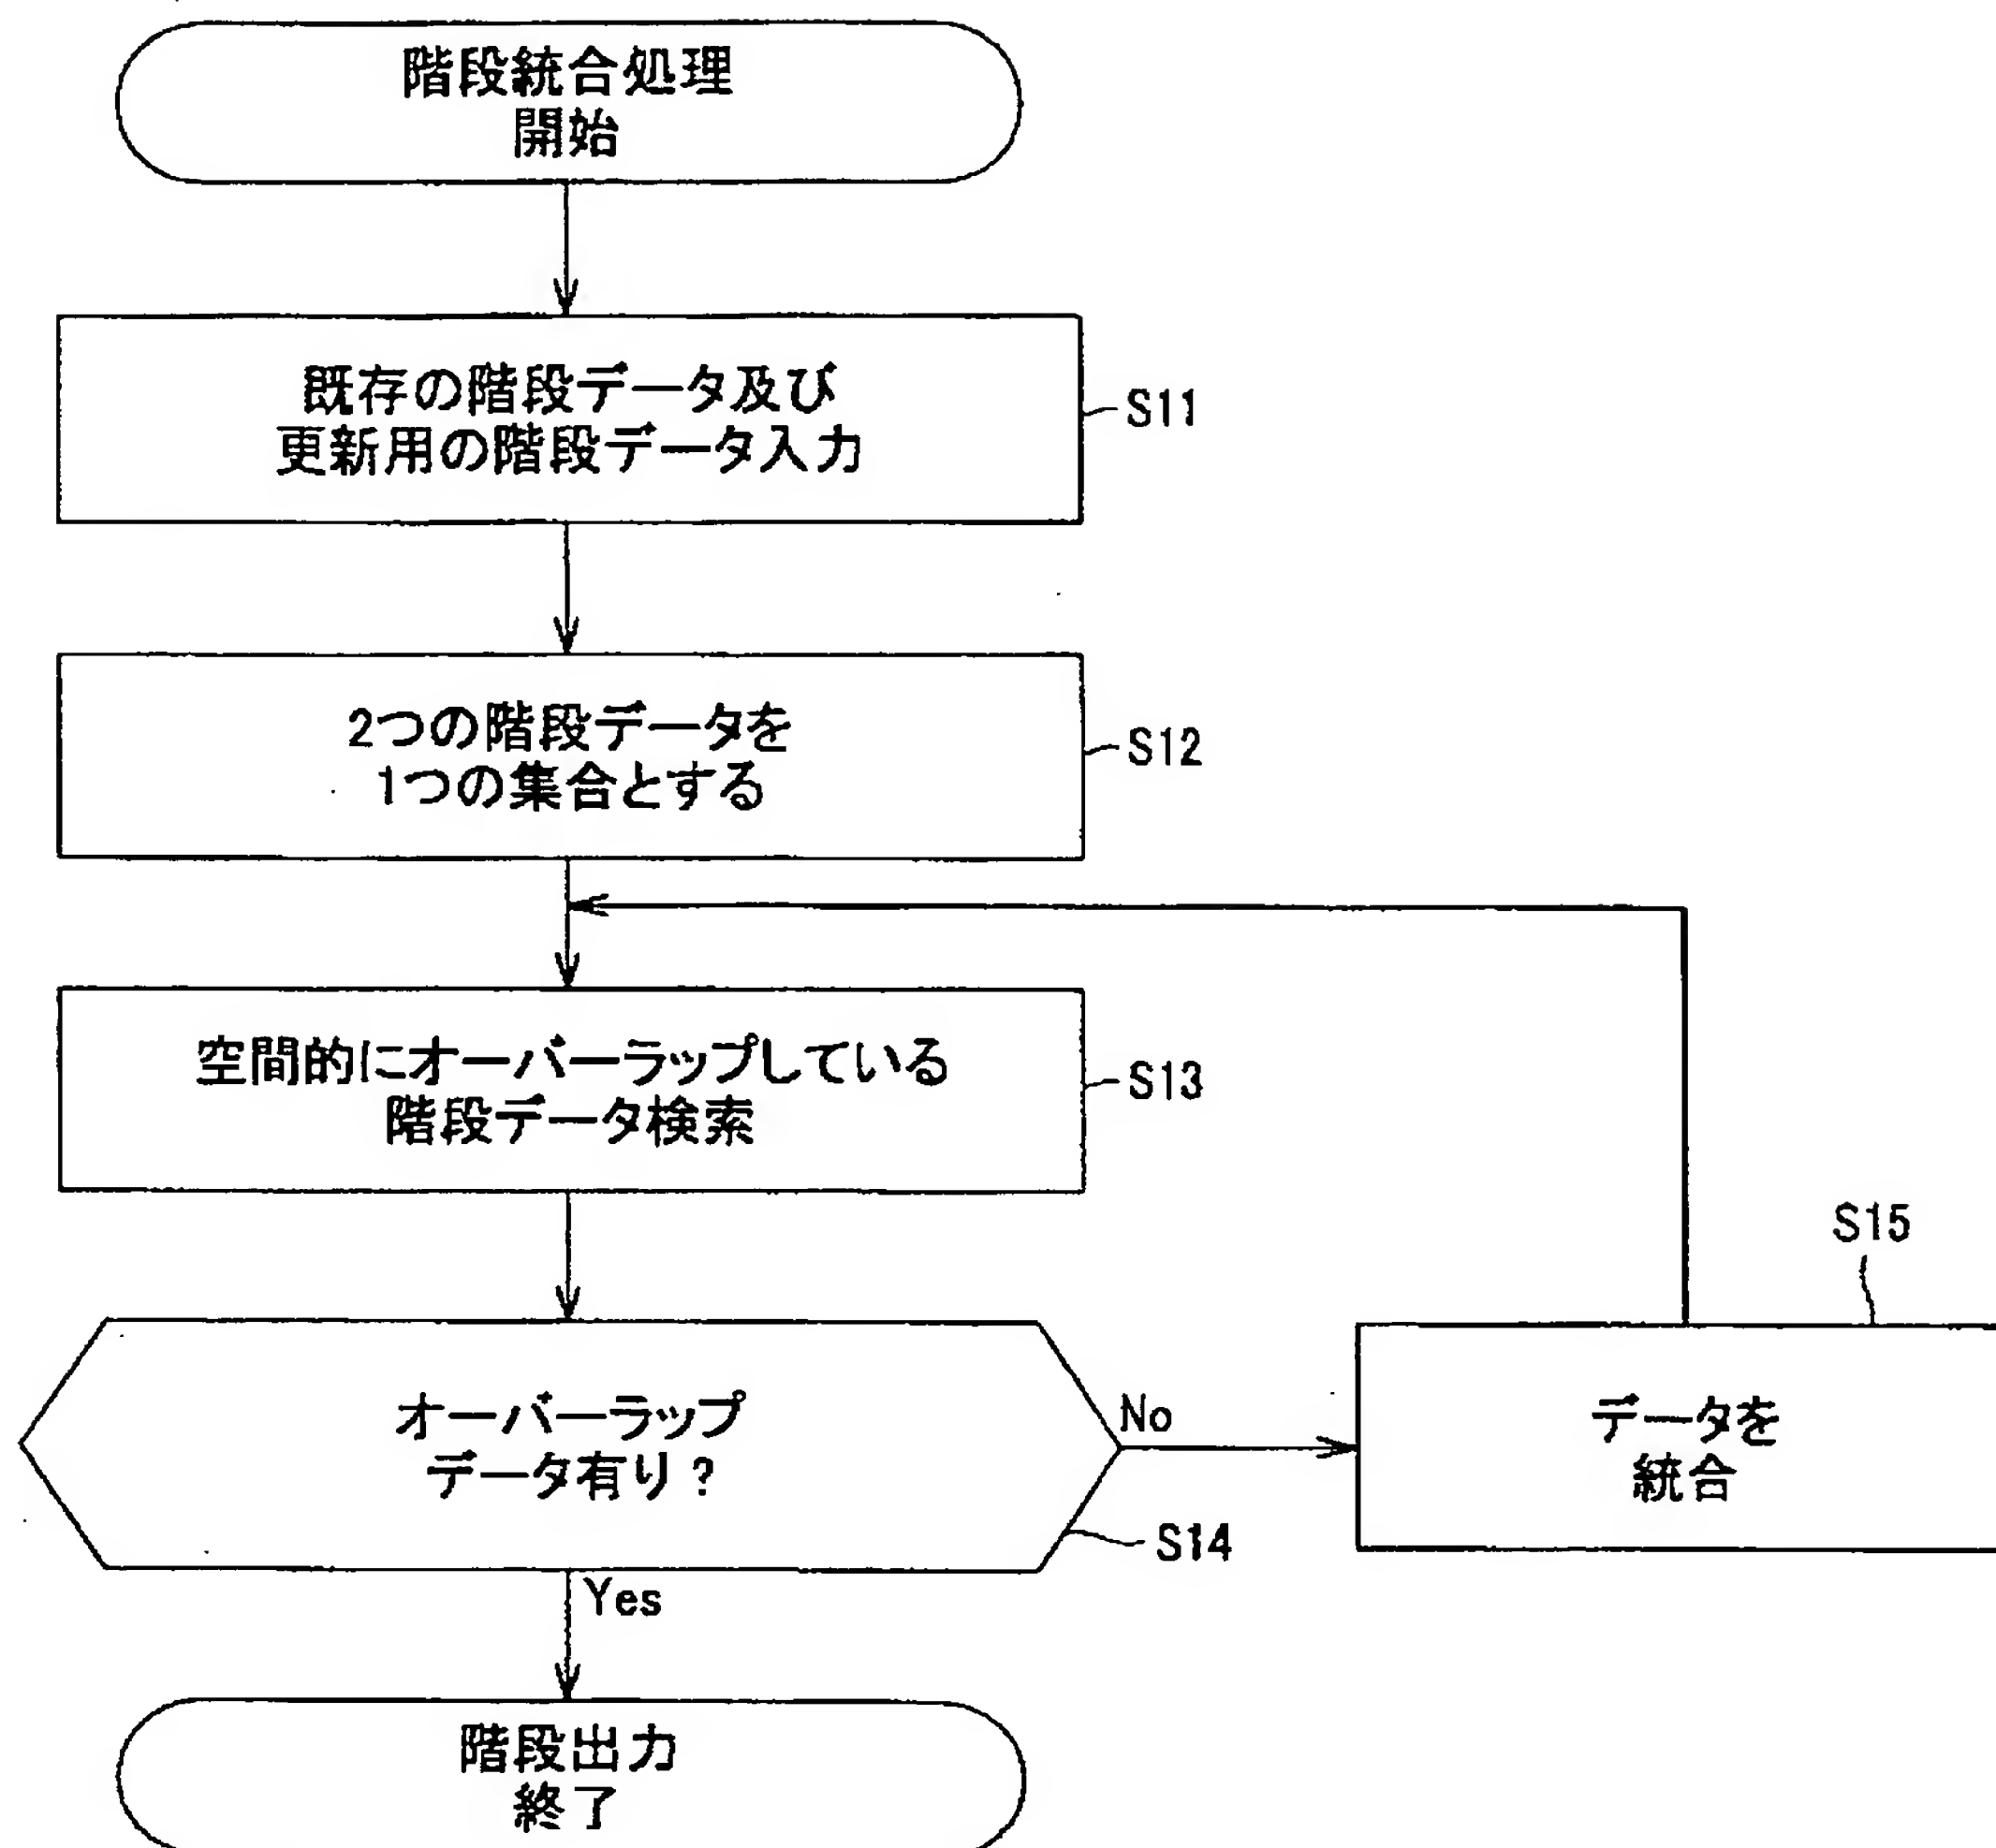 階段統合処理
開始
既存の階段データ及び
更新用の階段データ入力
S11
2つの階段データを
1つの集合とする
S12
空間的にオーバーラップしている
階段データ検索
S13
オーバーラップ
データ有り?
S14
No
Yes
S15
データを
統合
階段出力
終了